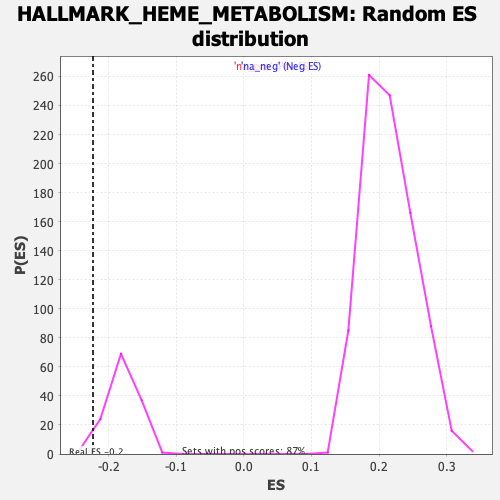 HALLMARK_HEME_METABOLISM: Random ES
distribution
'na_neg' (Neg ES)
P(ES)
260
240
220
200
180
160
140
120
100
80
60
40
20
0
Real ES -0.2
Sets with pos scores: 87%
-0.2 -0.1 0.0 0.1 0.2 0.3
ES